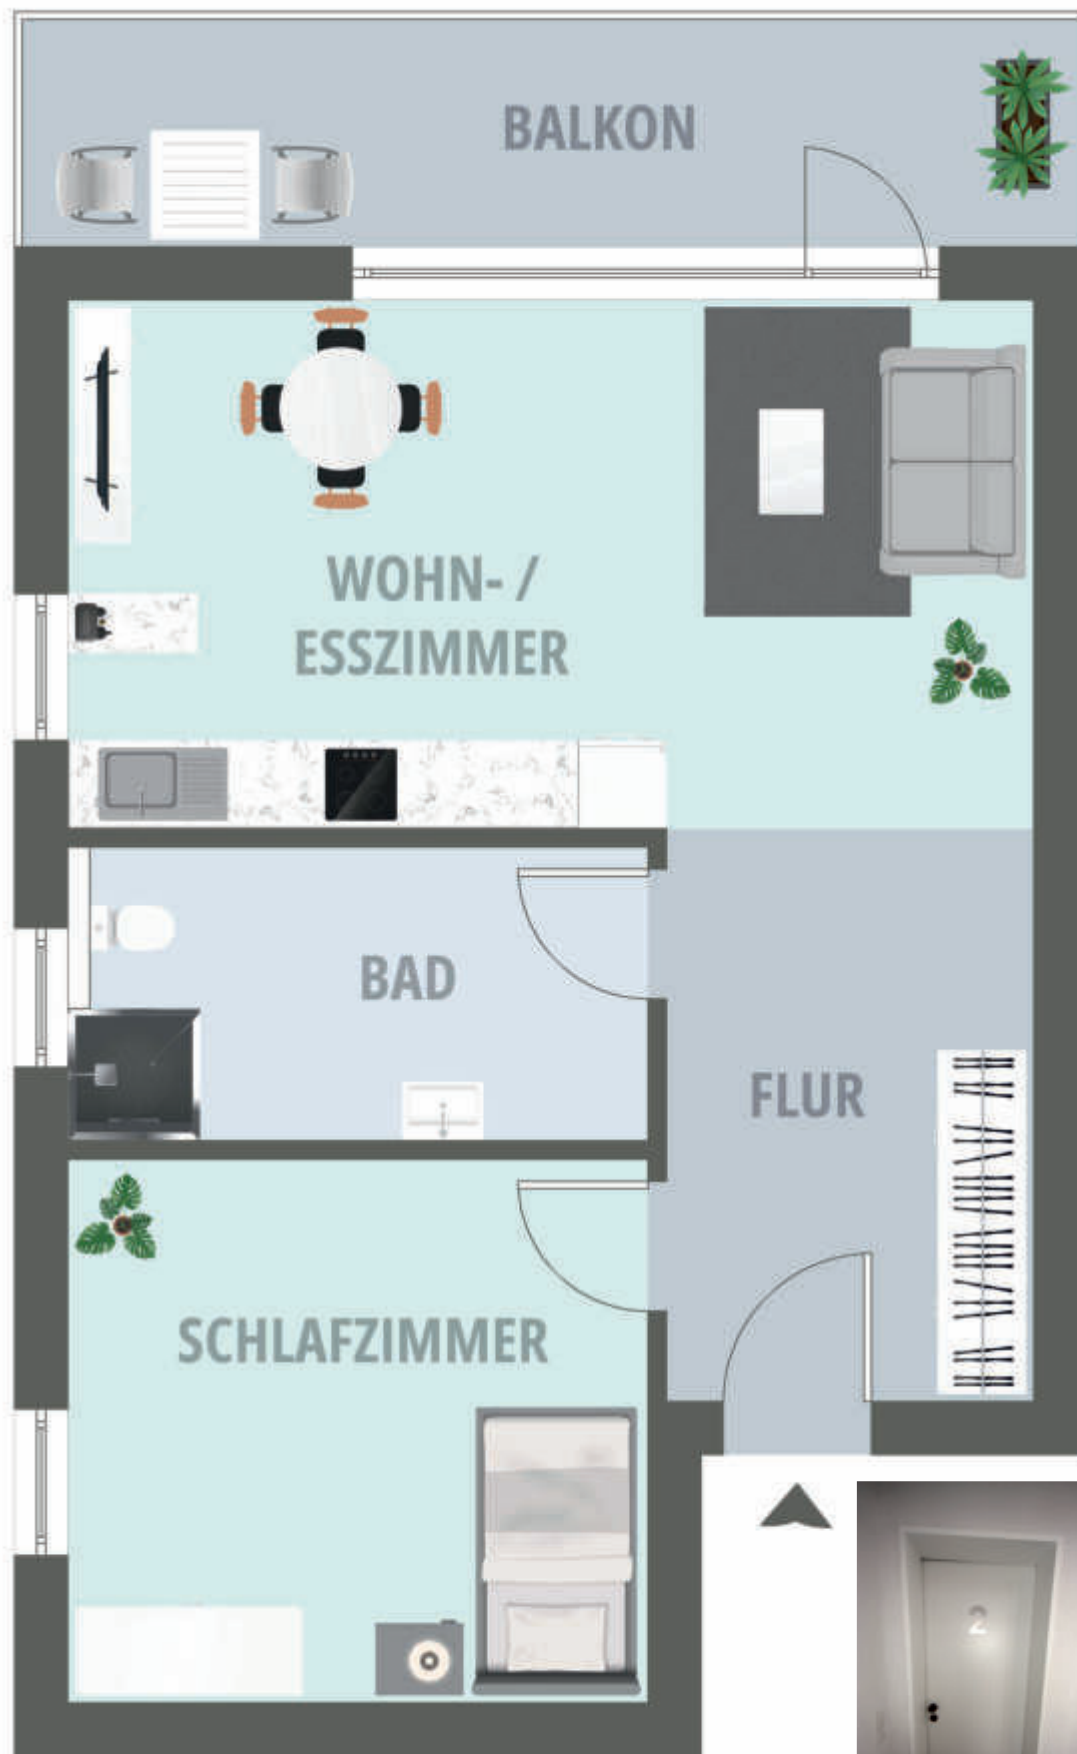 BALKON
WOHN- /
ESSZIMMER
BAD
FLUR
SCHLAFZIMMER
2